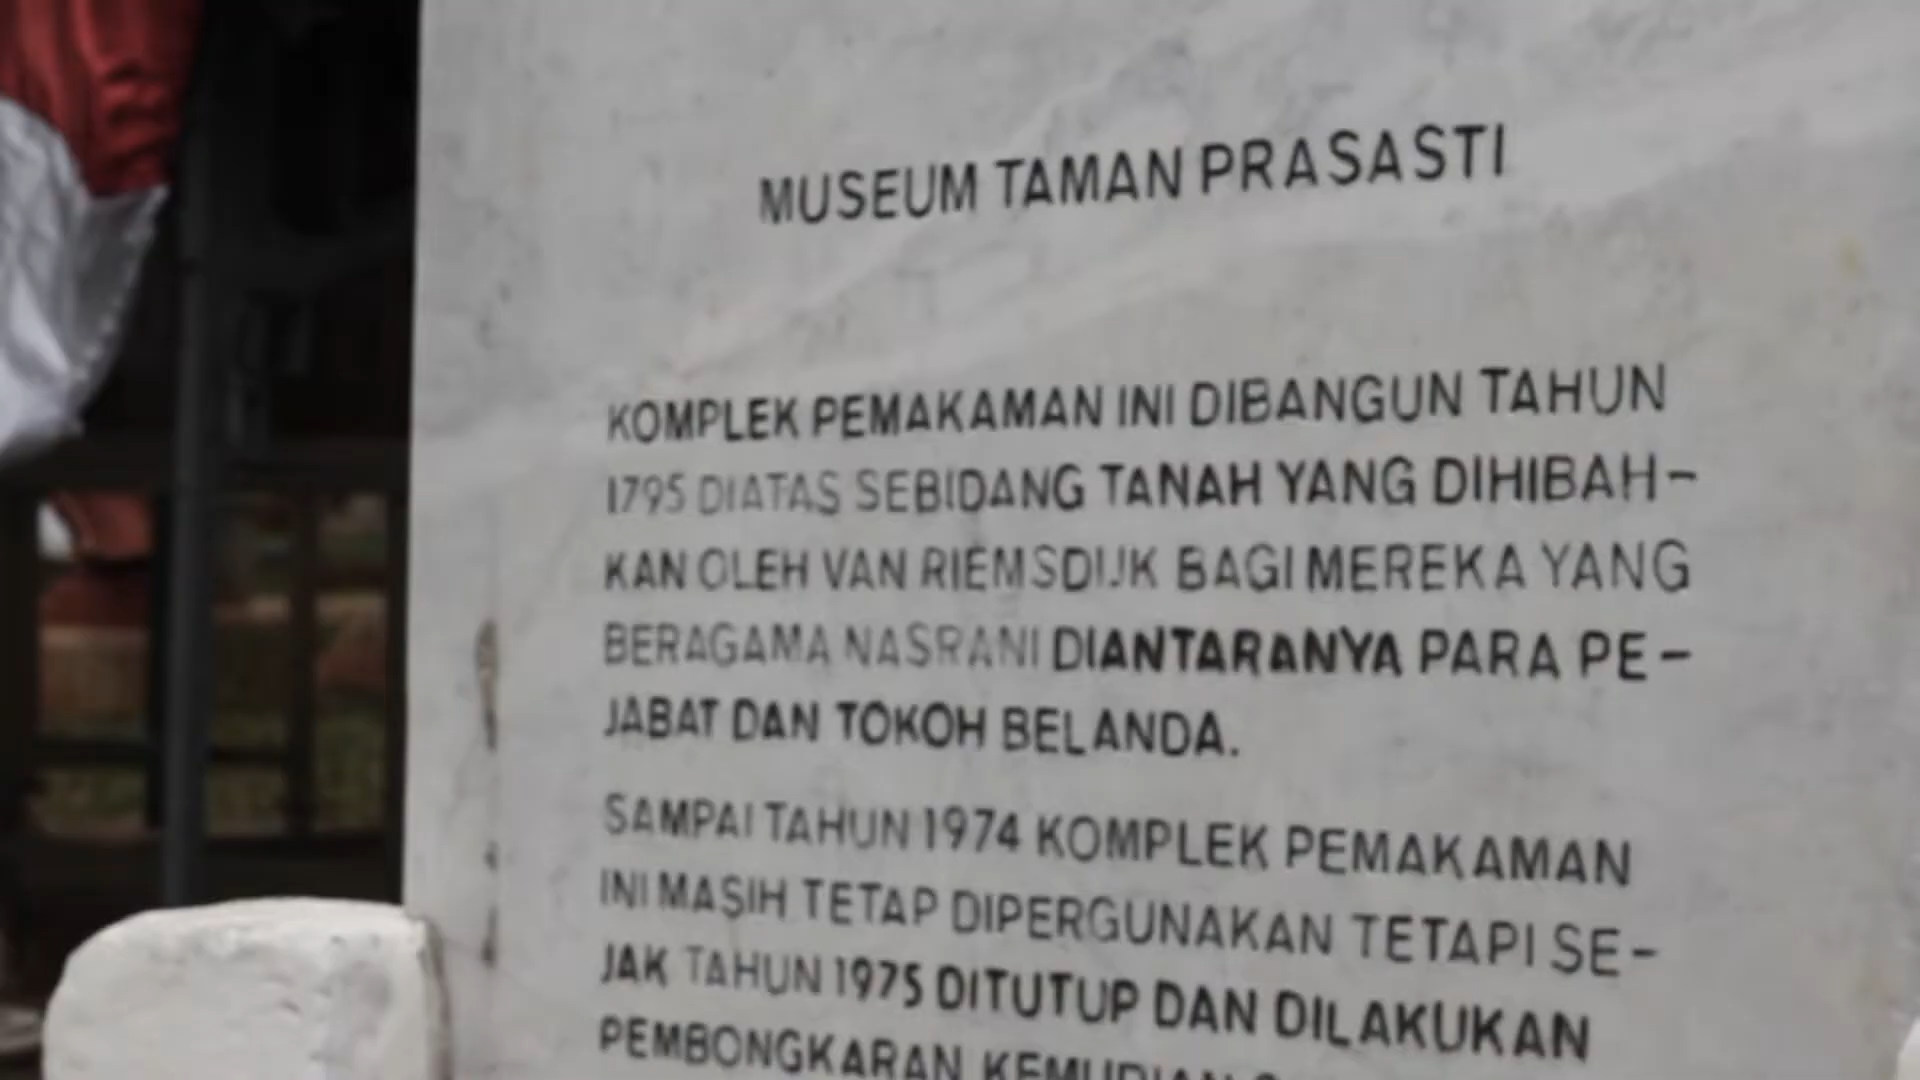 MUSEUM TAMAN PRASASTI
KOMPLEK PEMAKAMAN INI DIBANGUN TAHUN
1795 DIATAS SEBIDANG TANAH YANG DIHIBAH-
KAN OLEH VAN RIEMSDIJK BAGI MEREKA YANG
BERAGAMA NASRANI DIANTARANYA PARA PE-
JABAT DAN TOKOH BELANDA.
SAMPAI TAHUN 1974 KOMPLEK PEMAKAMAN
INI MASIH TETAP DIPERGUNAKAN TETAPI SE-
JAK TAHUN 1975 DITUTUP DAN DILAKUKAN
PEMBONGKARAN KEMUDIAN